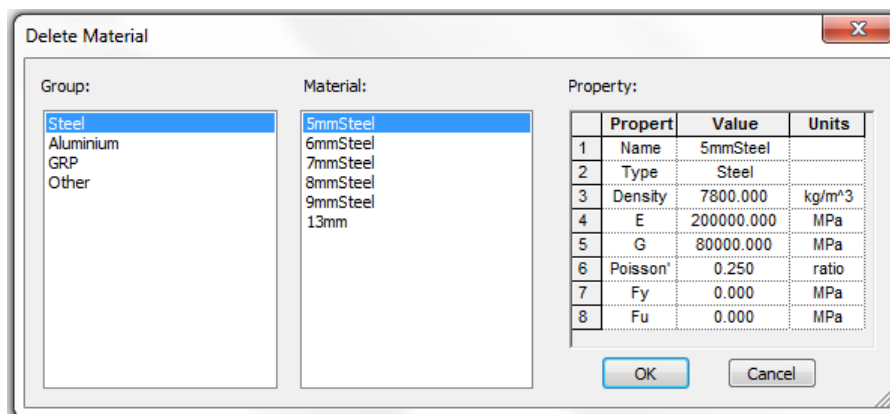 Delete Material
Group:
Steel
Aluminium
GRP
Other
Material:
5mmSteel
6mmSteel
7mmSteel
8mmSteel
9mmSteel
13mm
Property:
Propert Value Units
1 Name 5mmSteel
2 Type Steel
3 Density 7800.000 kg/m^3
4 E 200000.000 MPa
5 G 80000.000 MPa
6 Poisson' 0.250 ratio
7 Fy 0.000 MPa
8 Fu 0.000 MPa
OK Cancel